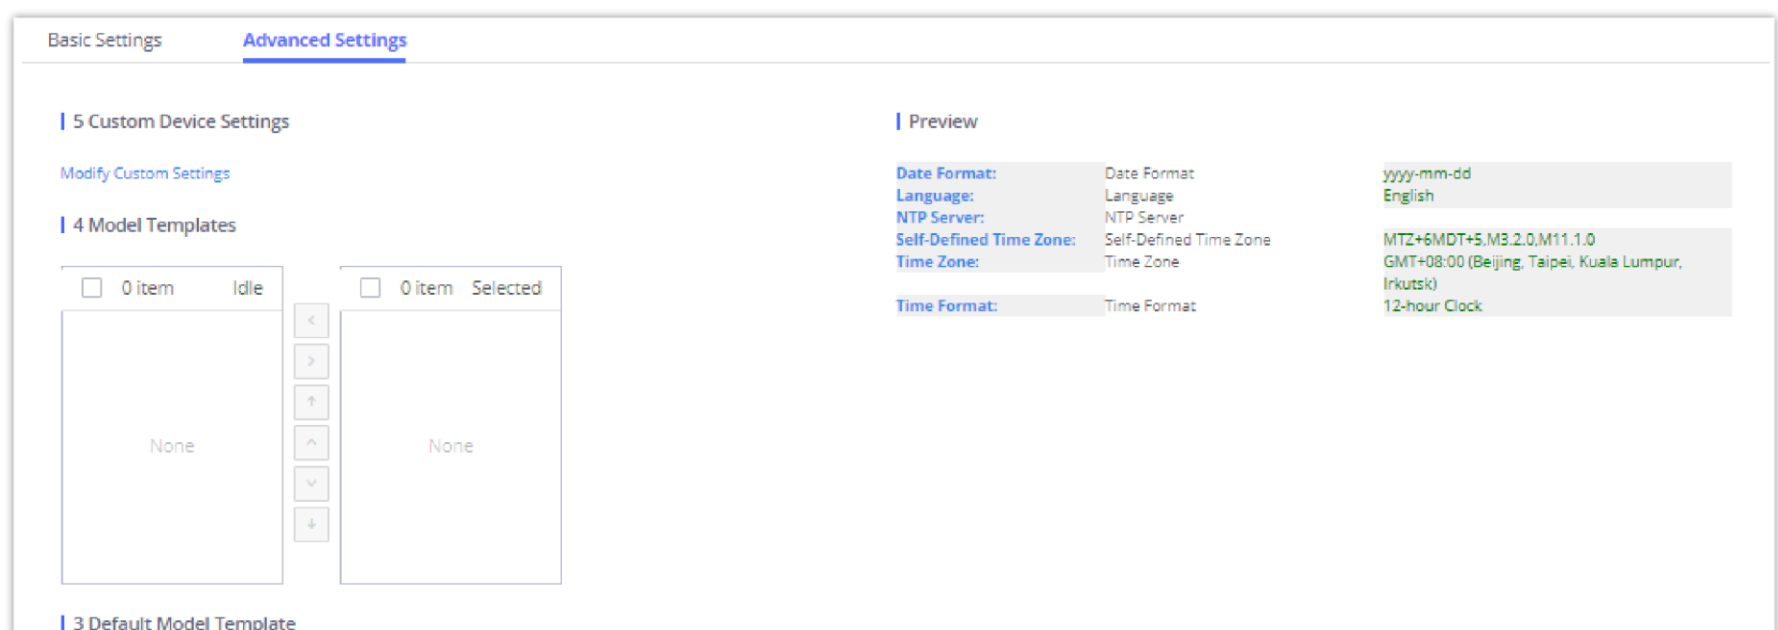 Basic Settings Advanced Settings
5 Custom Device Settings
Modify Custom Settings
4 Model Templates
0 item Idle
None
0 item Selected
None
3 Default Model Template
Preview
Date Format: Date Format yyyy-mm-dd
Language: Language English
NTP Server: NTP Server
Self-Defined Time Zone: Self-Defined Time Zone MTZ+6MDT+5,M3.2.0,M11.1.0
Time Zone: Time Zone GMT+08:00 (Beijing, Taipei, Kuala Lumpur,
Irkutsk)
Time Format: Time Format 12-hour Clock